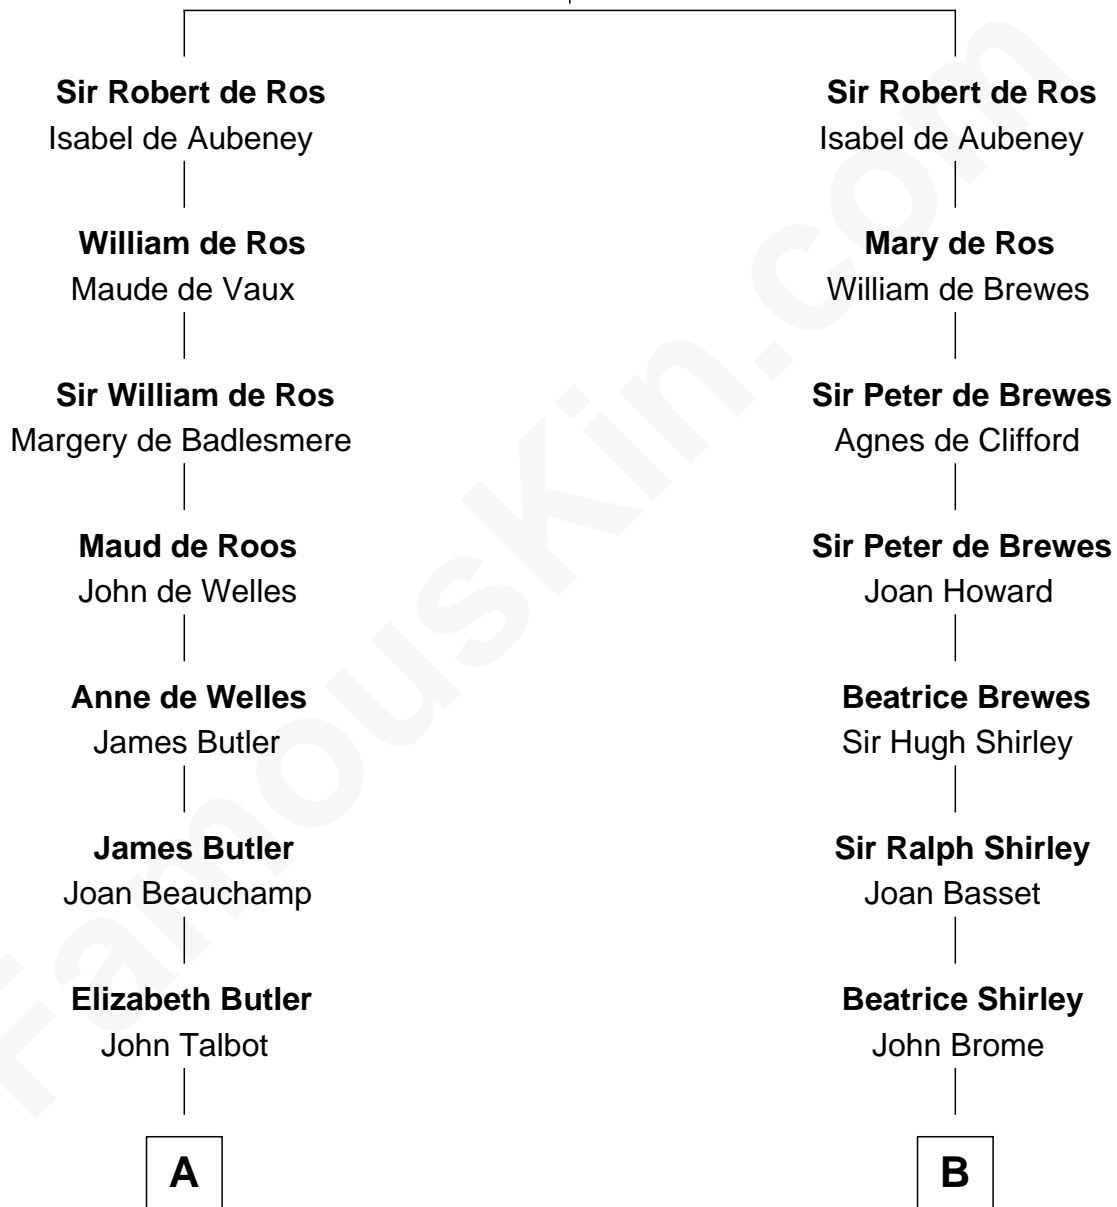 Sir Robert de Ros
Isabel de Aubeney
William de Ros
Maude de Vaux
Sir William de Ros
Margery de Badlesmere
Maud de Roos
John de Welles
Anne de Welles
James Butler
James Butler
Joan Beauchamp
Elizabeth Butler
John Talbot
A
Sir Robert de Ros
Isabel de Aubeney
Mary de Ros
William de Brewes
Sir Peter de Brewes
Agnes de Clifford
Sir Peter de Brewes
Joan Howard
Beatrice Brewes
Sir Hugh Shirley
Sir Ralph Shirley
Joan Basset
Beatrice Shirley
John Brome
B
FamousKin.com